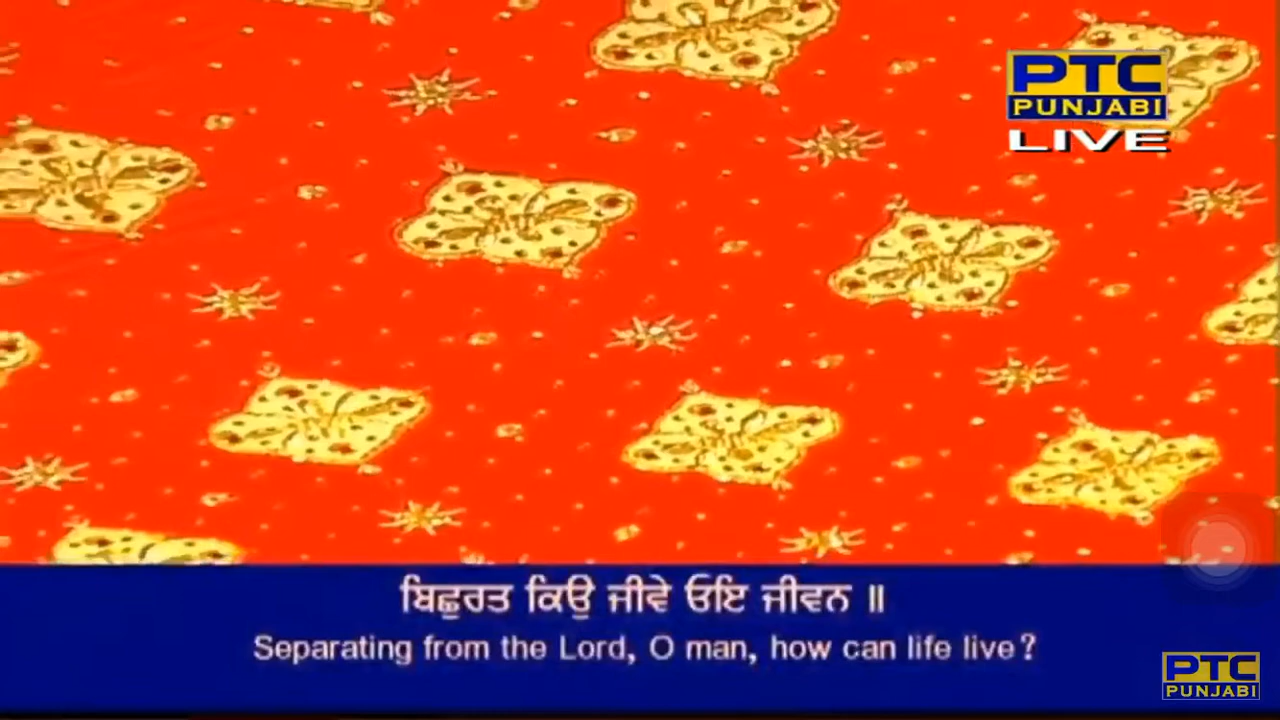 PTC
PUNJABI
LIVE
ਬਿਛੁਰਤ ਕਿਉ ਜੀਵੇ ਓਇ ਜੀਵਨ ॥
Separating from the Lord, O man, how can life live?
PTC
PUNJABI